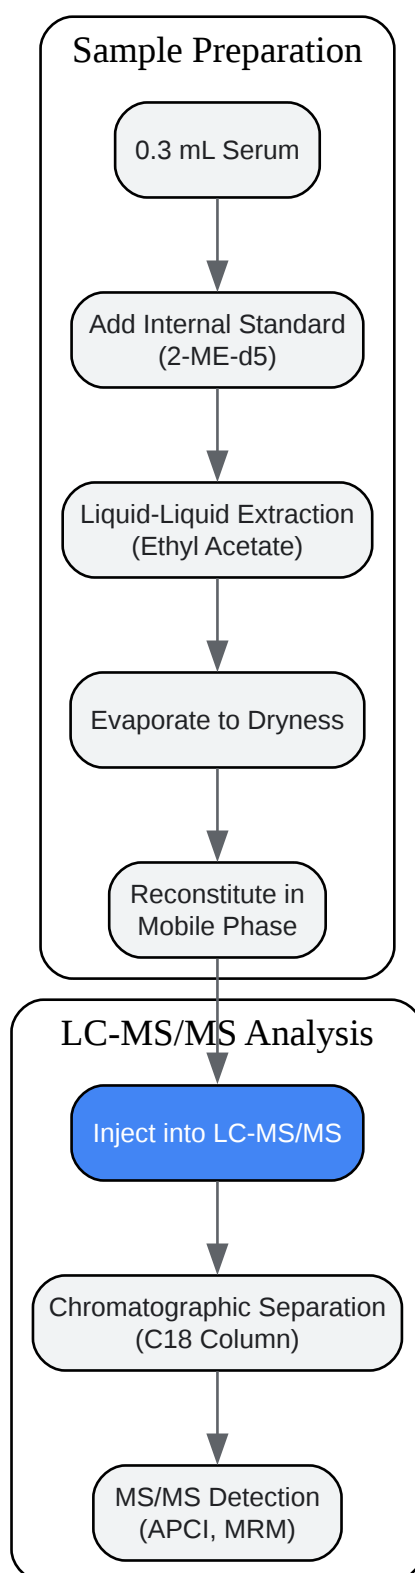 Sample Preparation
0.3 mL Serum
Add Internal Standard
(2-ME-d5)
Liquid-Liquid Extraction
(Ethyl Acetate)
Evaporate to Dryness
Reconstitute in
Mobile Phase
LC-MS/MS Analysis
Inject into LC-MS/MS
Chromatographic Separation
(C18 Column)
MS/MS Detection
(APCI, MRM)